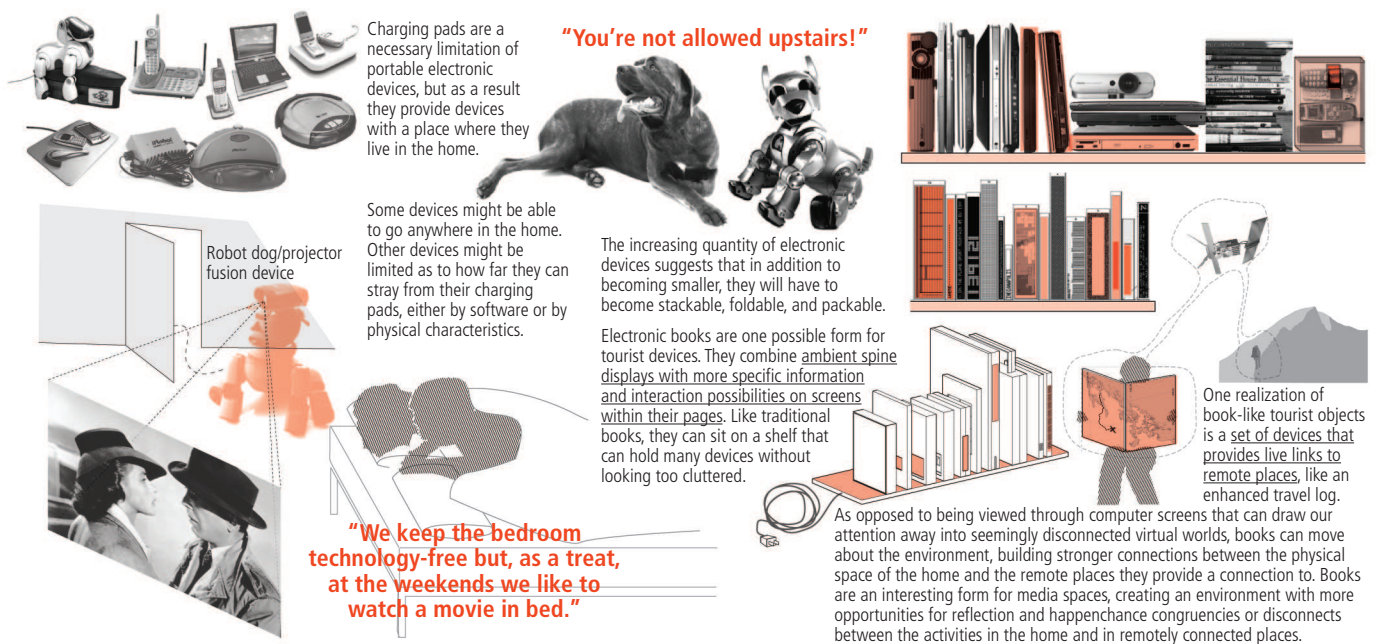 Charging pads are a
necessary limitation of
portable electronic
devices, but as a result
they provide devices
with a place where they
live in the home.
Some devices might be able
to go anywhere in the home.
Other devices might be
limited as to how far they can
stray from their charging
pads, either by software or by
physical characteristics.
Robot dog/projector
fusion device
“We keep the bedroom
technology-free but, as a treat,
at the weekends we like to
watch a movie in bed.”
“You’re not allowed upstairs!”
The increasing quantity of electronic
devices suggests that in addition to
becoming smaller, they will have to
become stackable, foldable, and packable.
Electronic books are one possible form for
tourist devices. They combine ambient spine
displays with more specific information
and interaction possibilities on screens
within their pages. Like traditional
books, they can sit on a shelf that
can hold many devices without
looking too cluttered.
One realization of
book-like tourist objects
is a set of devices that
provides live links to
remote places, like an
enhanced travel log.
As opposed to being viewed through computer screens that can draw our
attention away into seemingly disconnected virtual worlds, books can move
about the environment, building stronger connections between the physical
space of the home and the remote places they provide a connection to. Books
are an interesting form for media spaces, creating an environment with more
opportunities for reflection and happenchance congruencies or disconnects
between the activities in the home and in remotely connected places.